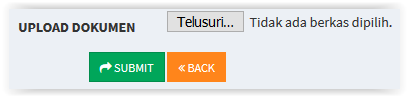 UPLOAD DOKUMEN Telusuri... Tidak ada berkas dipilih.
SUBMIT « BACK